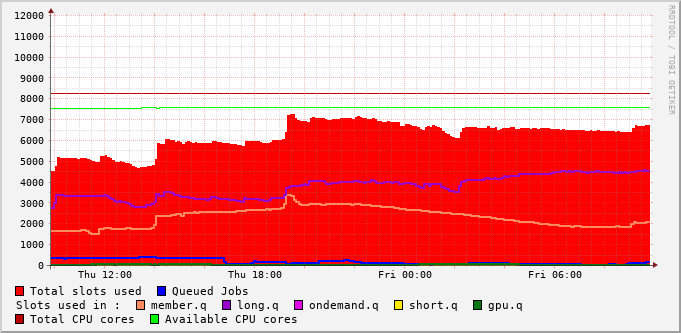 12000
11000
10000
9000
8000
7000
6000
5000
4000
3000
2000
1000
0
Thu 12:00 Thu 18:00 Fri 00:00 Fri 06:00
RRDTOOL / TOBI OETIKER
Total slots used Queued Jobs
Slots used in : member.q long.q ondemand.q short.q gpu.q
Total CPU cores Available CPU cores